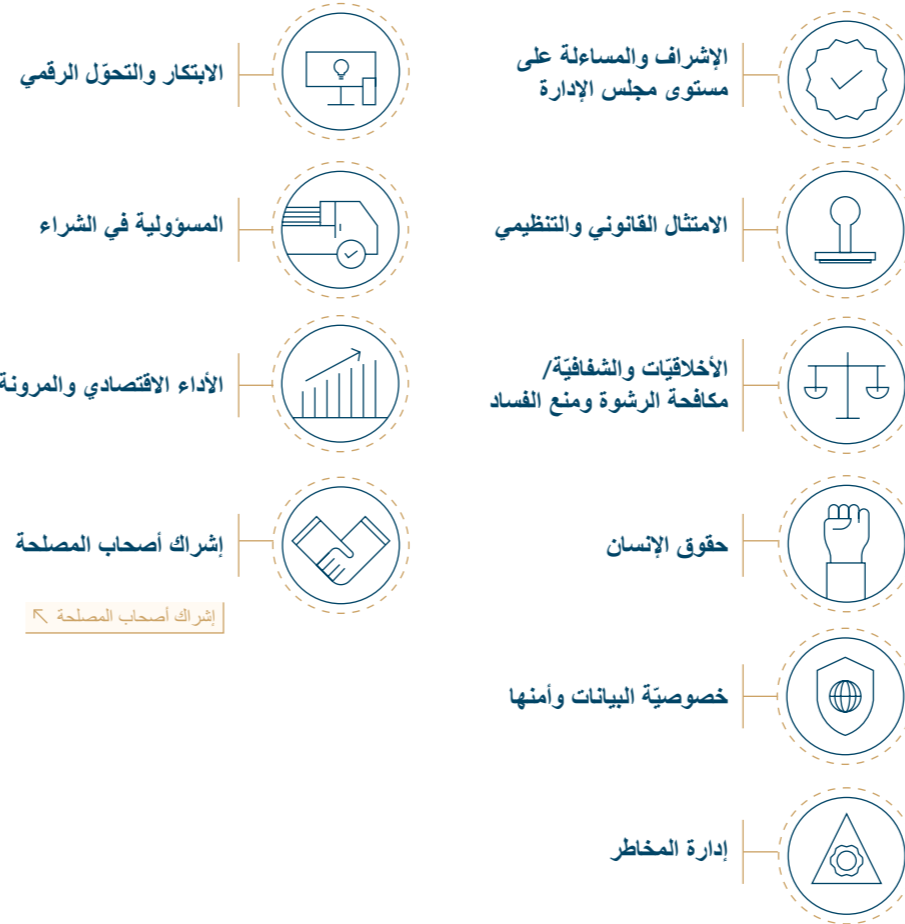 الإشراف والمساءلة على
مستوى مجلس الإدارة
الامتثال القانوني والتنظيمي
الأخلاقيّات والشفافيّة/
مكافحة الرشوة ومنع الفساد
حقوق الإنسان
خصوصيّة البيانات وأمنها
إدارة المخاطر
الابتكار والتحوّل الرقمي
المسؤولية في الشراء
الأداء الاقتصادي والمرونة
إشراك أصحاب المصلحة
إشراك أصحاب المصلحة